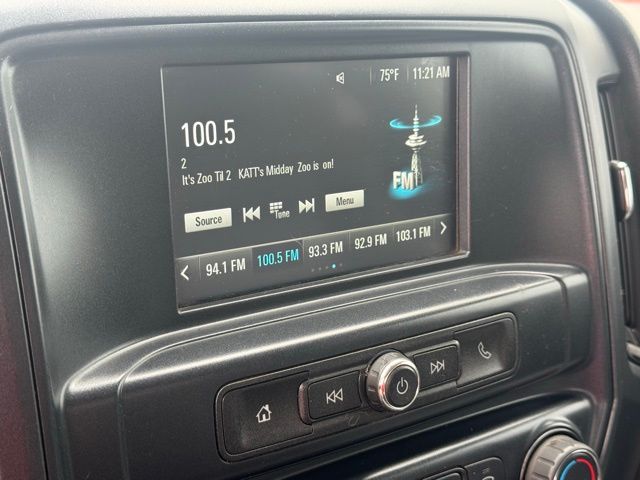 75°F 11:21 AM
100.5
2
It's Zoo Til 2 KATT's Midday Zoo is on!
FM
Source Tune Menu
94.1 FM 100.5 FM 93.3 FM 92.9 FM 103.1 FM